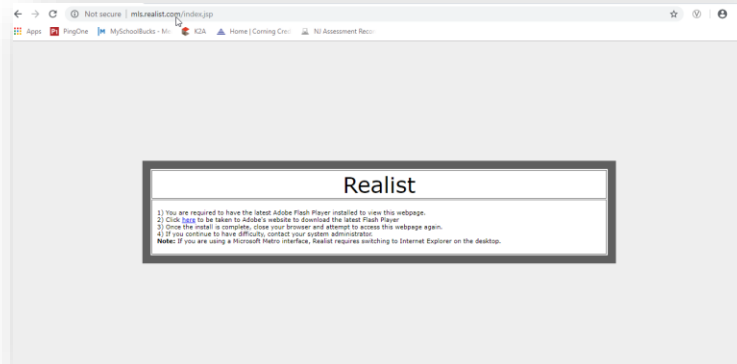 Not secure | mls.realist.com/index.jsp
Apps PingOne MySchoolBucks - Me K2A Home | Corning Cre NJ Assessment Reco
Realist
1) You are required to have the latest Adobe Flash Player installed to view this webpage.
2) Click here to be taken to Adobe's website to download the latest Flash Player
3) Once the install is complete, close your browser and attempt to access this webpage again.
4) If you continue to have difficulty, contact your system administrator.
Note: If you are using a Microsoft Metro interface, Realist requires switching to Internet Explorer on the desktop.